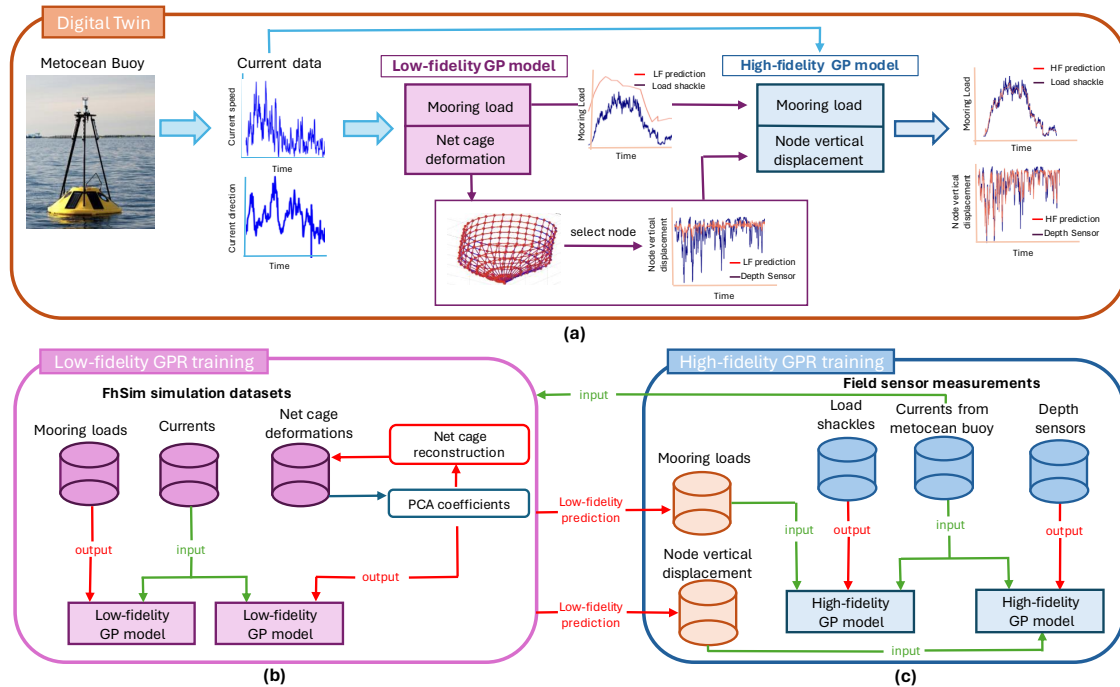 Digital Twin
Metocean Buoy
Current data
Current speed
Time
Current direction
Time
Low-fidelity GP model
Mooring load
Net cage
deformation
LF prediction
Load shackle
Mooring Load
Time
select node
Node vertical
displacement
LF prediction
Depth Sensor
Time
High-fidelity GP model
Mooring load
Node vertical
displacement
HF prediction
Load shackle
Mooring Load
Time
Node vertical
displacement
HF prediction
Depth Sensor
Time
(a)
Low-fidelity GPR training
FhSim simulation datasets
Mooring loads
Currents
Net cage
deformations
Net cage
reconstruction
PCA coefficients
output
input
output
Low-fidelity
GP model
Low-fidelity
GP model
(b)
input
Low-fidelity
prediction
Low-fidelity
prediction
High-fidelity GPR training
Field sensor measurements
Load
shackles
Currents from
metocean buoy
Depth
sensors
Mooring loads
Node vertical
displacement
input
output
input
output
High-fidelity
GP model
High-fidelity
GP model
input
(c)